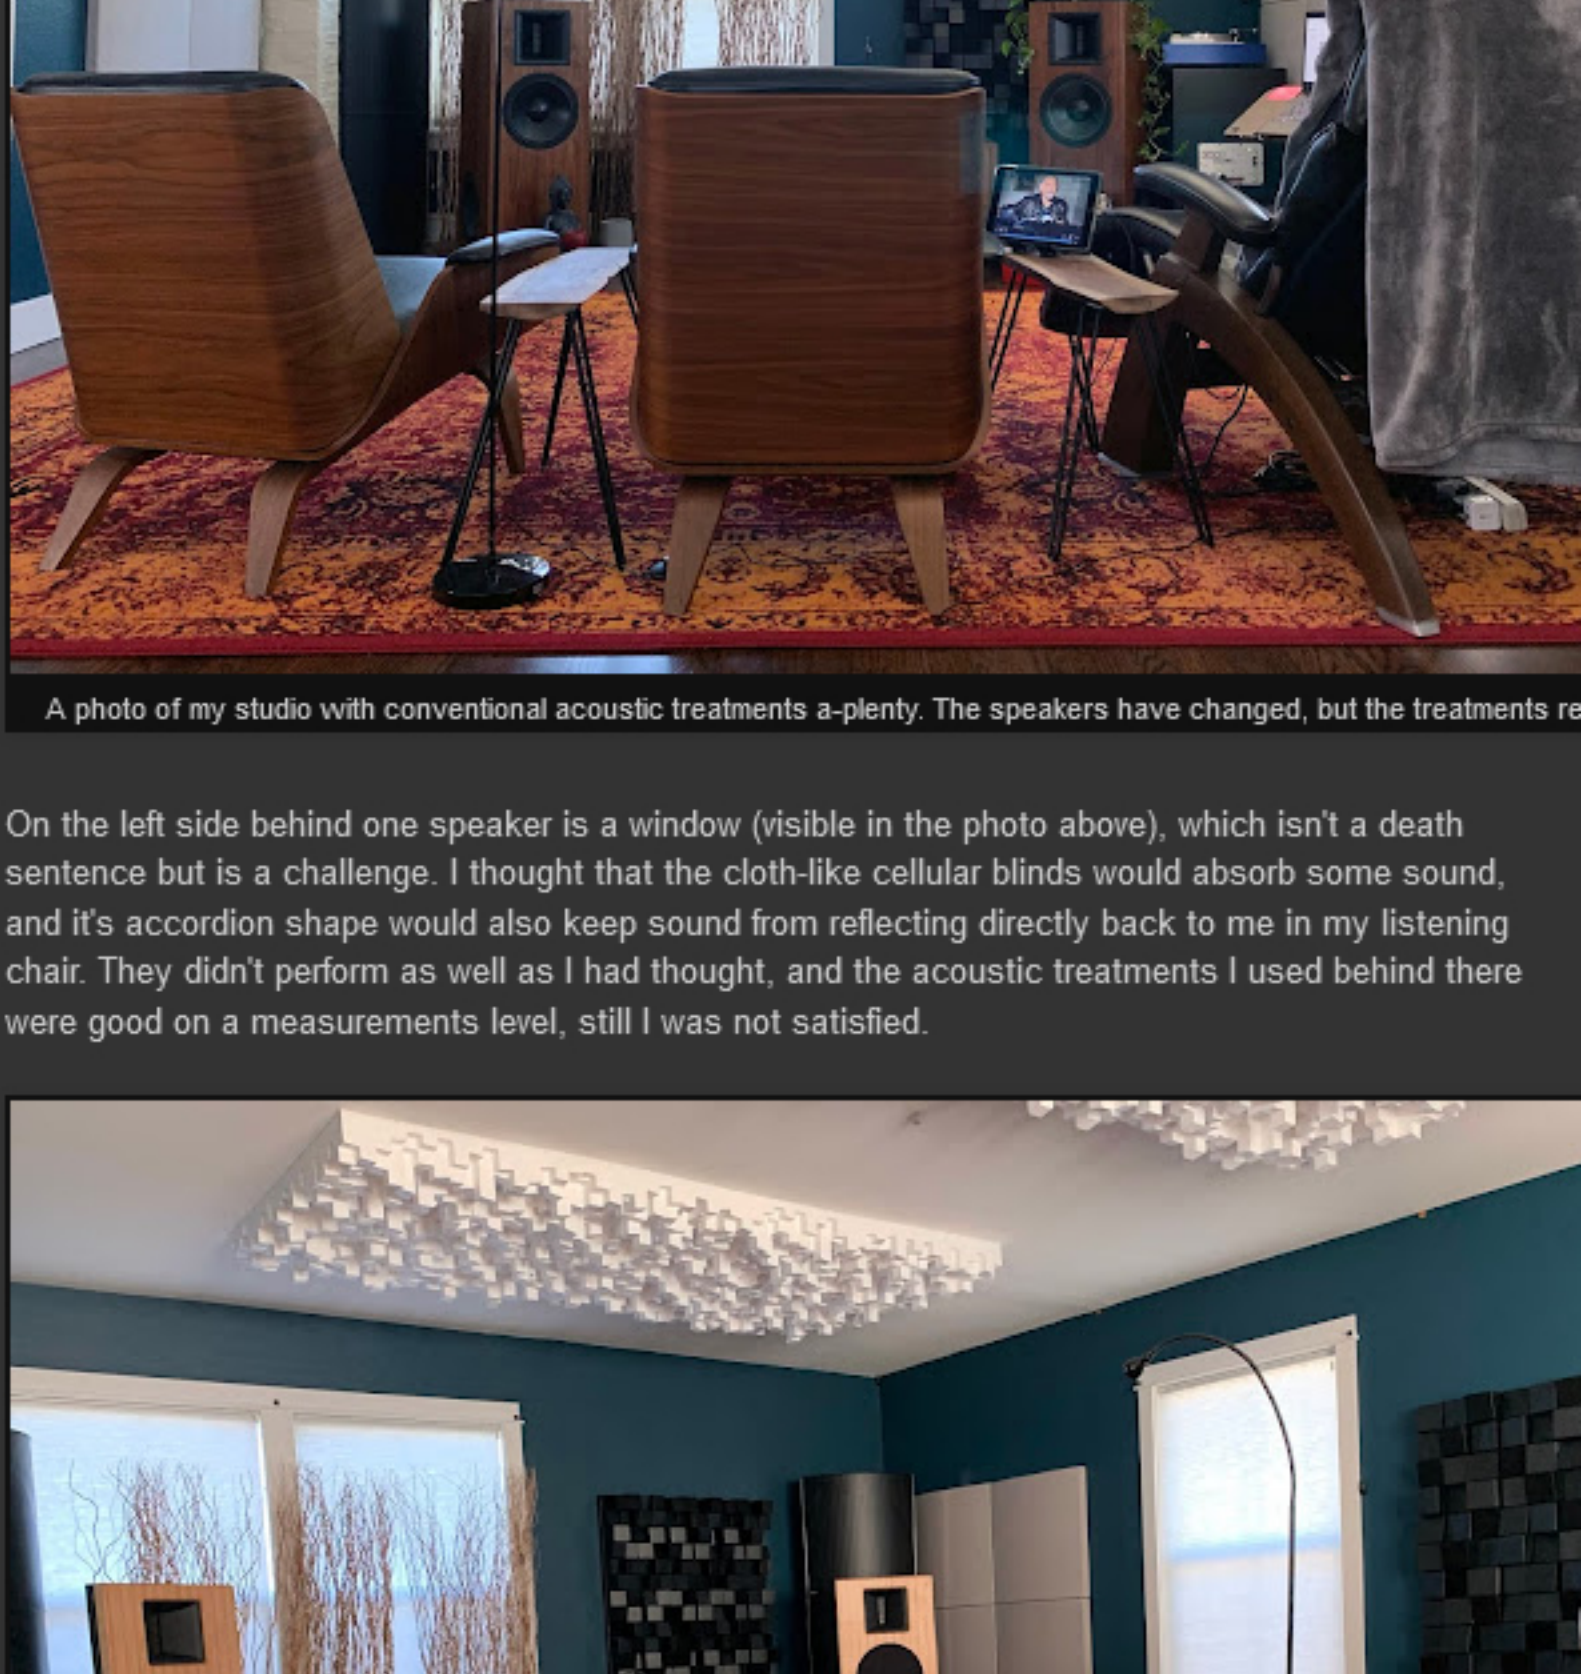 A photo of my studio with conventional acoustic treatments a-plenty. The speakers have changed, but the treatments
On the left side behind one speaker is a window (visible in the photo above), which isn't a death
sentence but is a challenge. I thought that the cloth-like cellular blinds would absorb some sound,
and it's accordion shape would also keep sound from reflecting directly back to me in my listening
chair. They didn't perform as well as I had thought, and the acoustic treatments I used behind there
were good on a measurements level, still I was not satisfied.